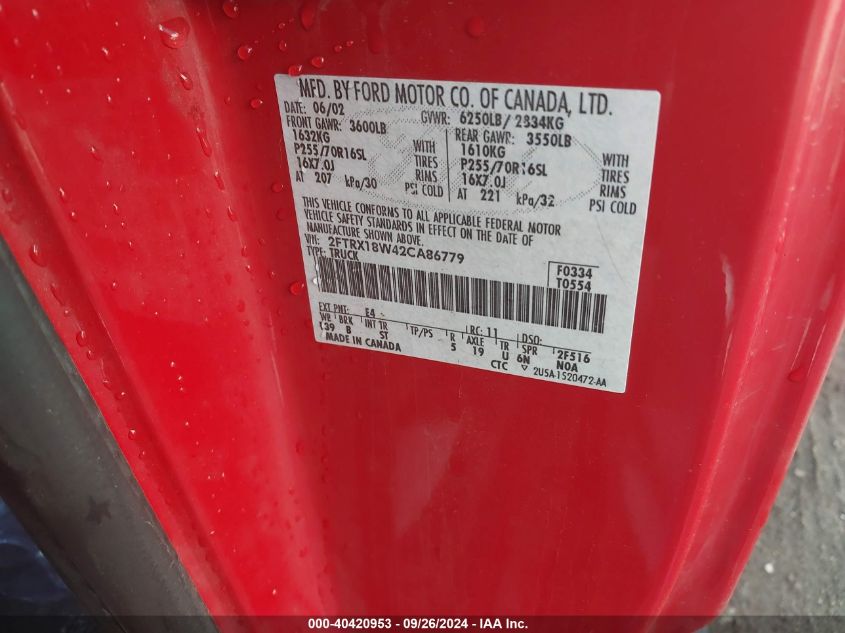 MFD. BY FORD MOTOR CO. OF CANADA, LTD.
DATE: 06/02 GVWR: 6250LB/ 2834KG
FRONT GAWR: 3600LB REAR GAWR: 3550LB
1632KG WITH 1610KG WITH
P255/70R16SL TIRES P255/70R16SL TIRES
16X7.0J RIMS 16X7.0J RIMS
AT 207 kPa/30 PSI COLD AT 221 kPa/32 PSI COLD
THIS VEHICLE CONFORMS TO ALL APPLICABLE FEDERAL MOTOR
VEHICLE SAFETY STANDARDS IN EFFECT ON THE DATE OF
MANUFACTURE SHOWN ABOVE.
VIN: 2FTRX18W42CA86779
TYPE: TRUCK
F0334
T0554
EXT PNT: E4 RC: 11 DSO:
WB BRK INT TR TP/PS R AXLE TR SPR 2F516
139 B ST 5 19 U 6N N0A
MADE IN CANADA CTC ▽ 2U5A-1520472-AA
000-40420953 - 09/26/2024 - IAA Inc.